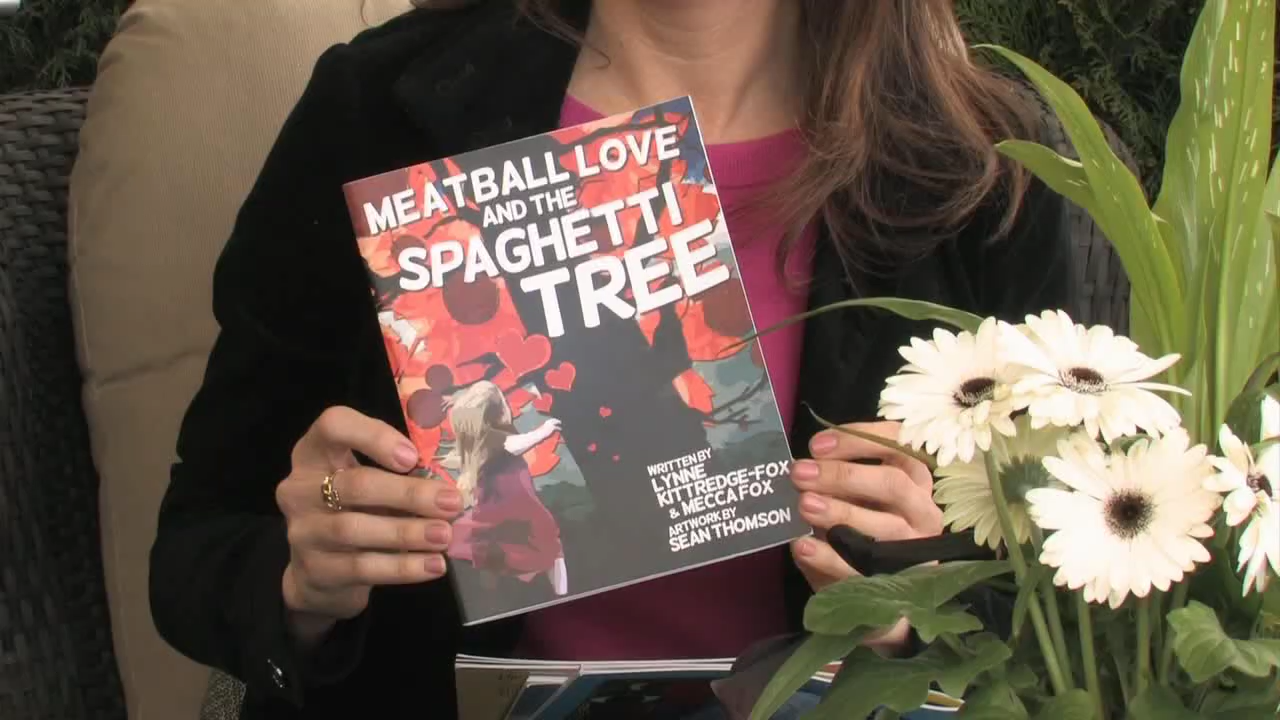 MEATBALL LOVE
AND THE
SPAGHETTI
TREE
WRITTEN BY
LYNNE
KITTREDGE-FOX
& MECCA FOX
ARTWORK BY
SEAN THOMSON